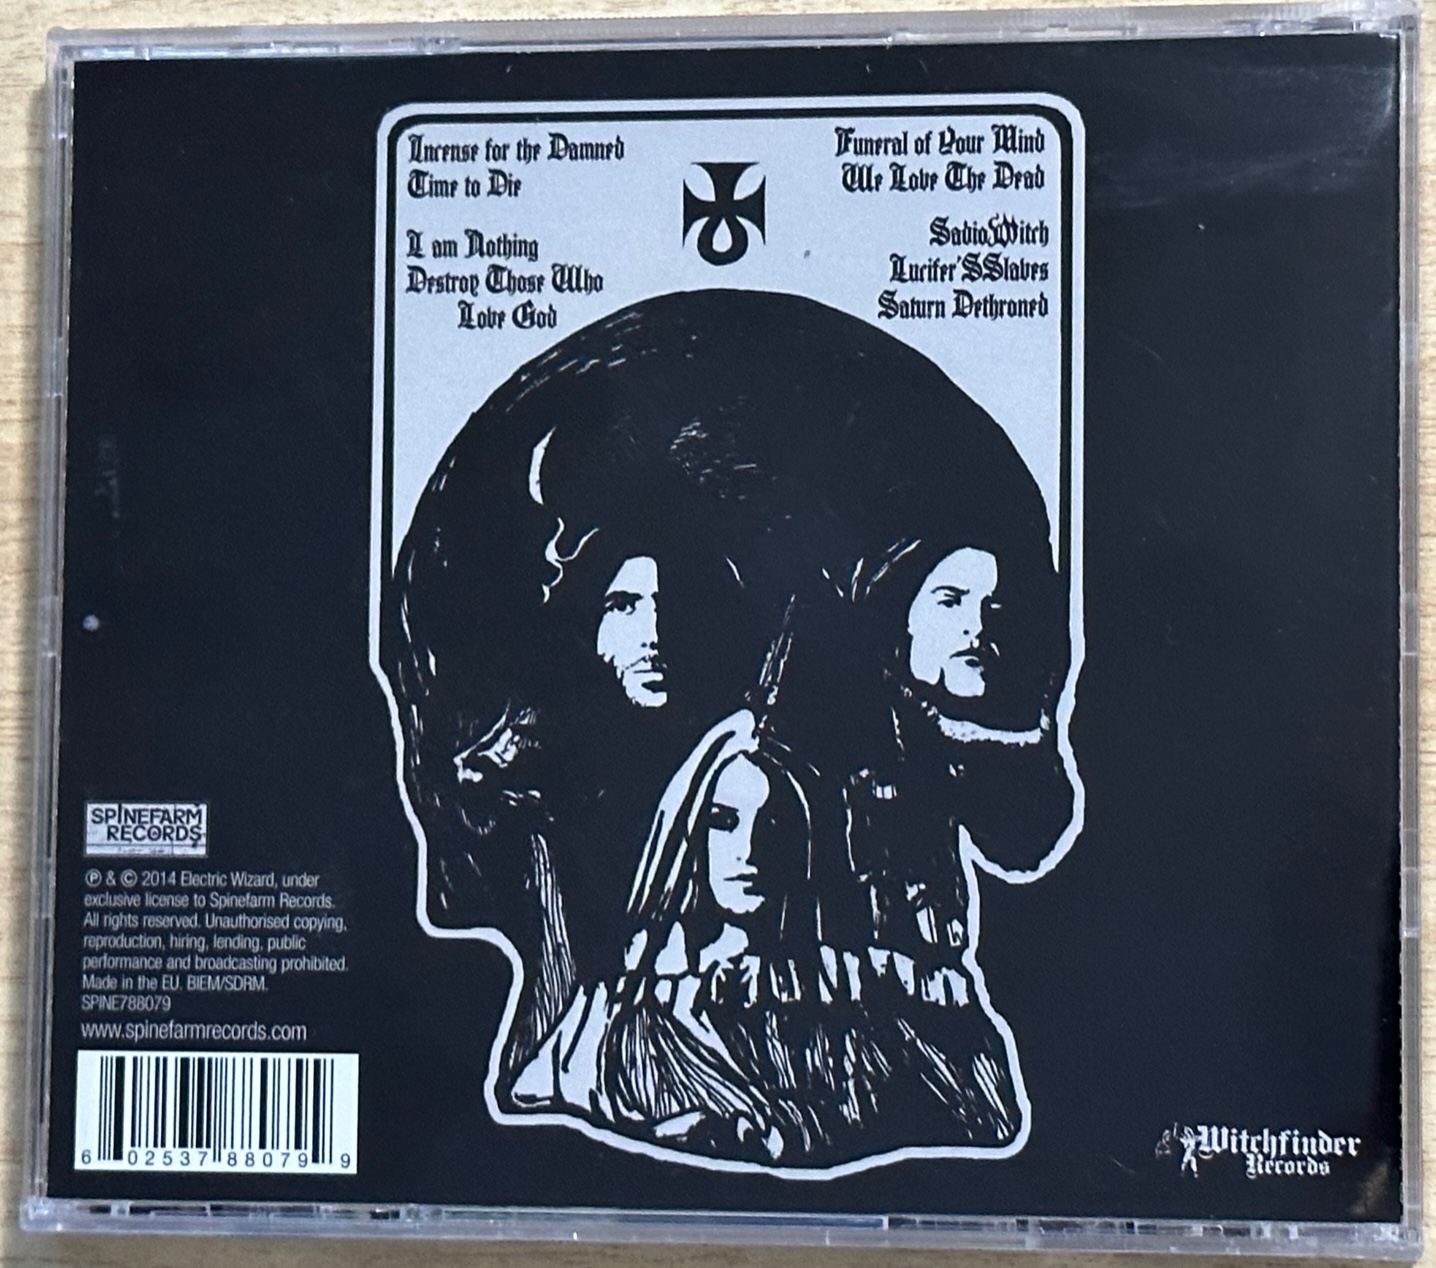 Incense for the Damned
Time to Die
I am Nothing
Destroy Those Who
Love God
Funeral of Your Mind
We Love The Dead
SadioWitch
Lucifer'SSlaves
Saturn Dethroned
SPINEFARM
RECORDS
℗ & © 2014 Electric Wizard, under
exclusive license to Spinefarm Records.
All rights reserved. Unauthorised copying,
reproduction, hiring, lending, public
performance and broadcasting prohibited.
Made in the EU. BIEM/SDRM.
SPINE788079
www.spinefarmrecords.com
6 02537 88079 9
Witchfinder
Records